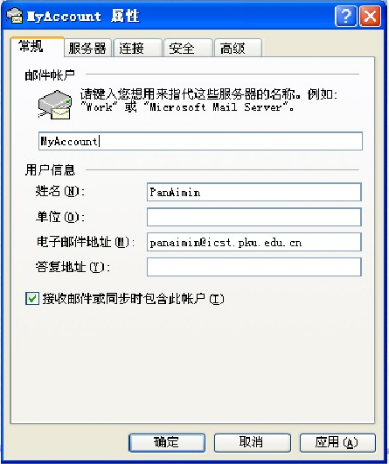 MyAccount 属性
常规 服务器 连接 安全 高级
邮件帐户
请键入您想用来指代这些服务器的名称。例如:
"Work" 或 "Microsoft Mail Server"。
MyAccount
用户信息
姓名(N): PanAimin
单位(O):
电子邮件地址(M): panaimin@icst.pku.edu.cn
答复地址(Y):
接收邮件或同步时包含此帐户(I)
确定 取消 应用(A)